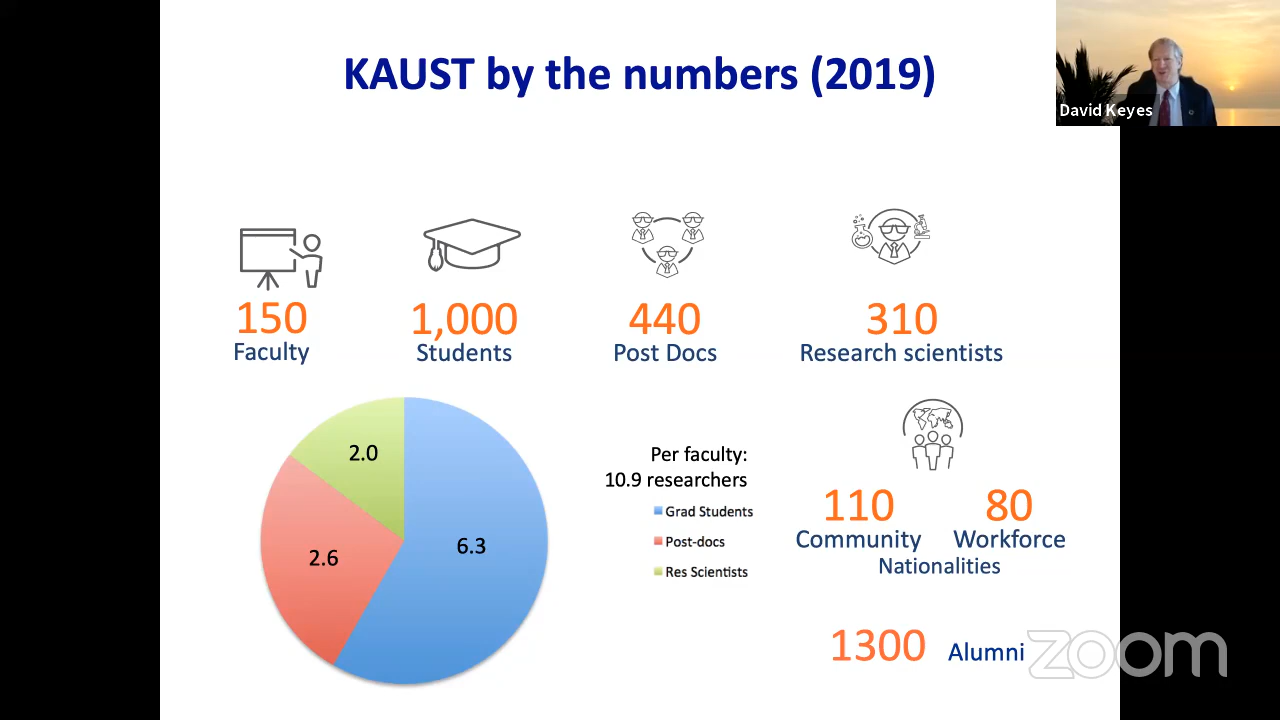 KAUST by the numbers (2019)
David Keyes
150
Faculty
1,000
Students
440
Post Docs
310
Research scientists
2.0
2.6
6.3
Per faculty:
10.9 researchers
Grad Students
Post-docs
Res Scientists
110
Community
80
Workforce
Nationalities
1300 Alumni
zoom